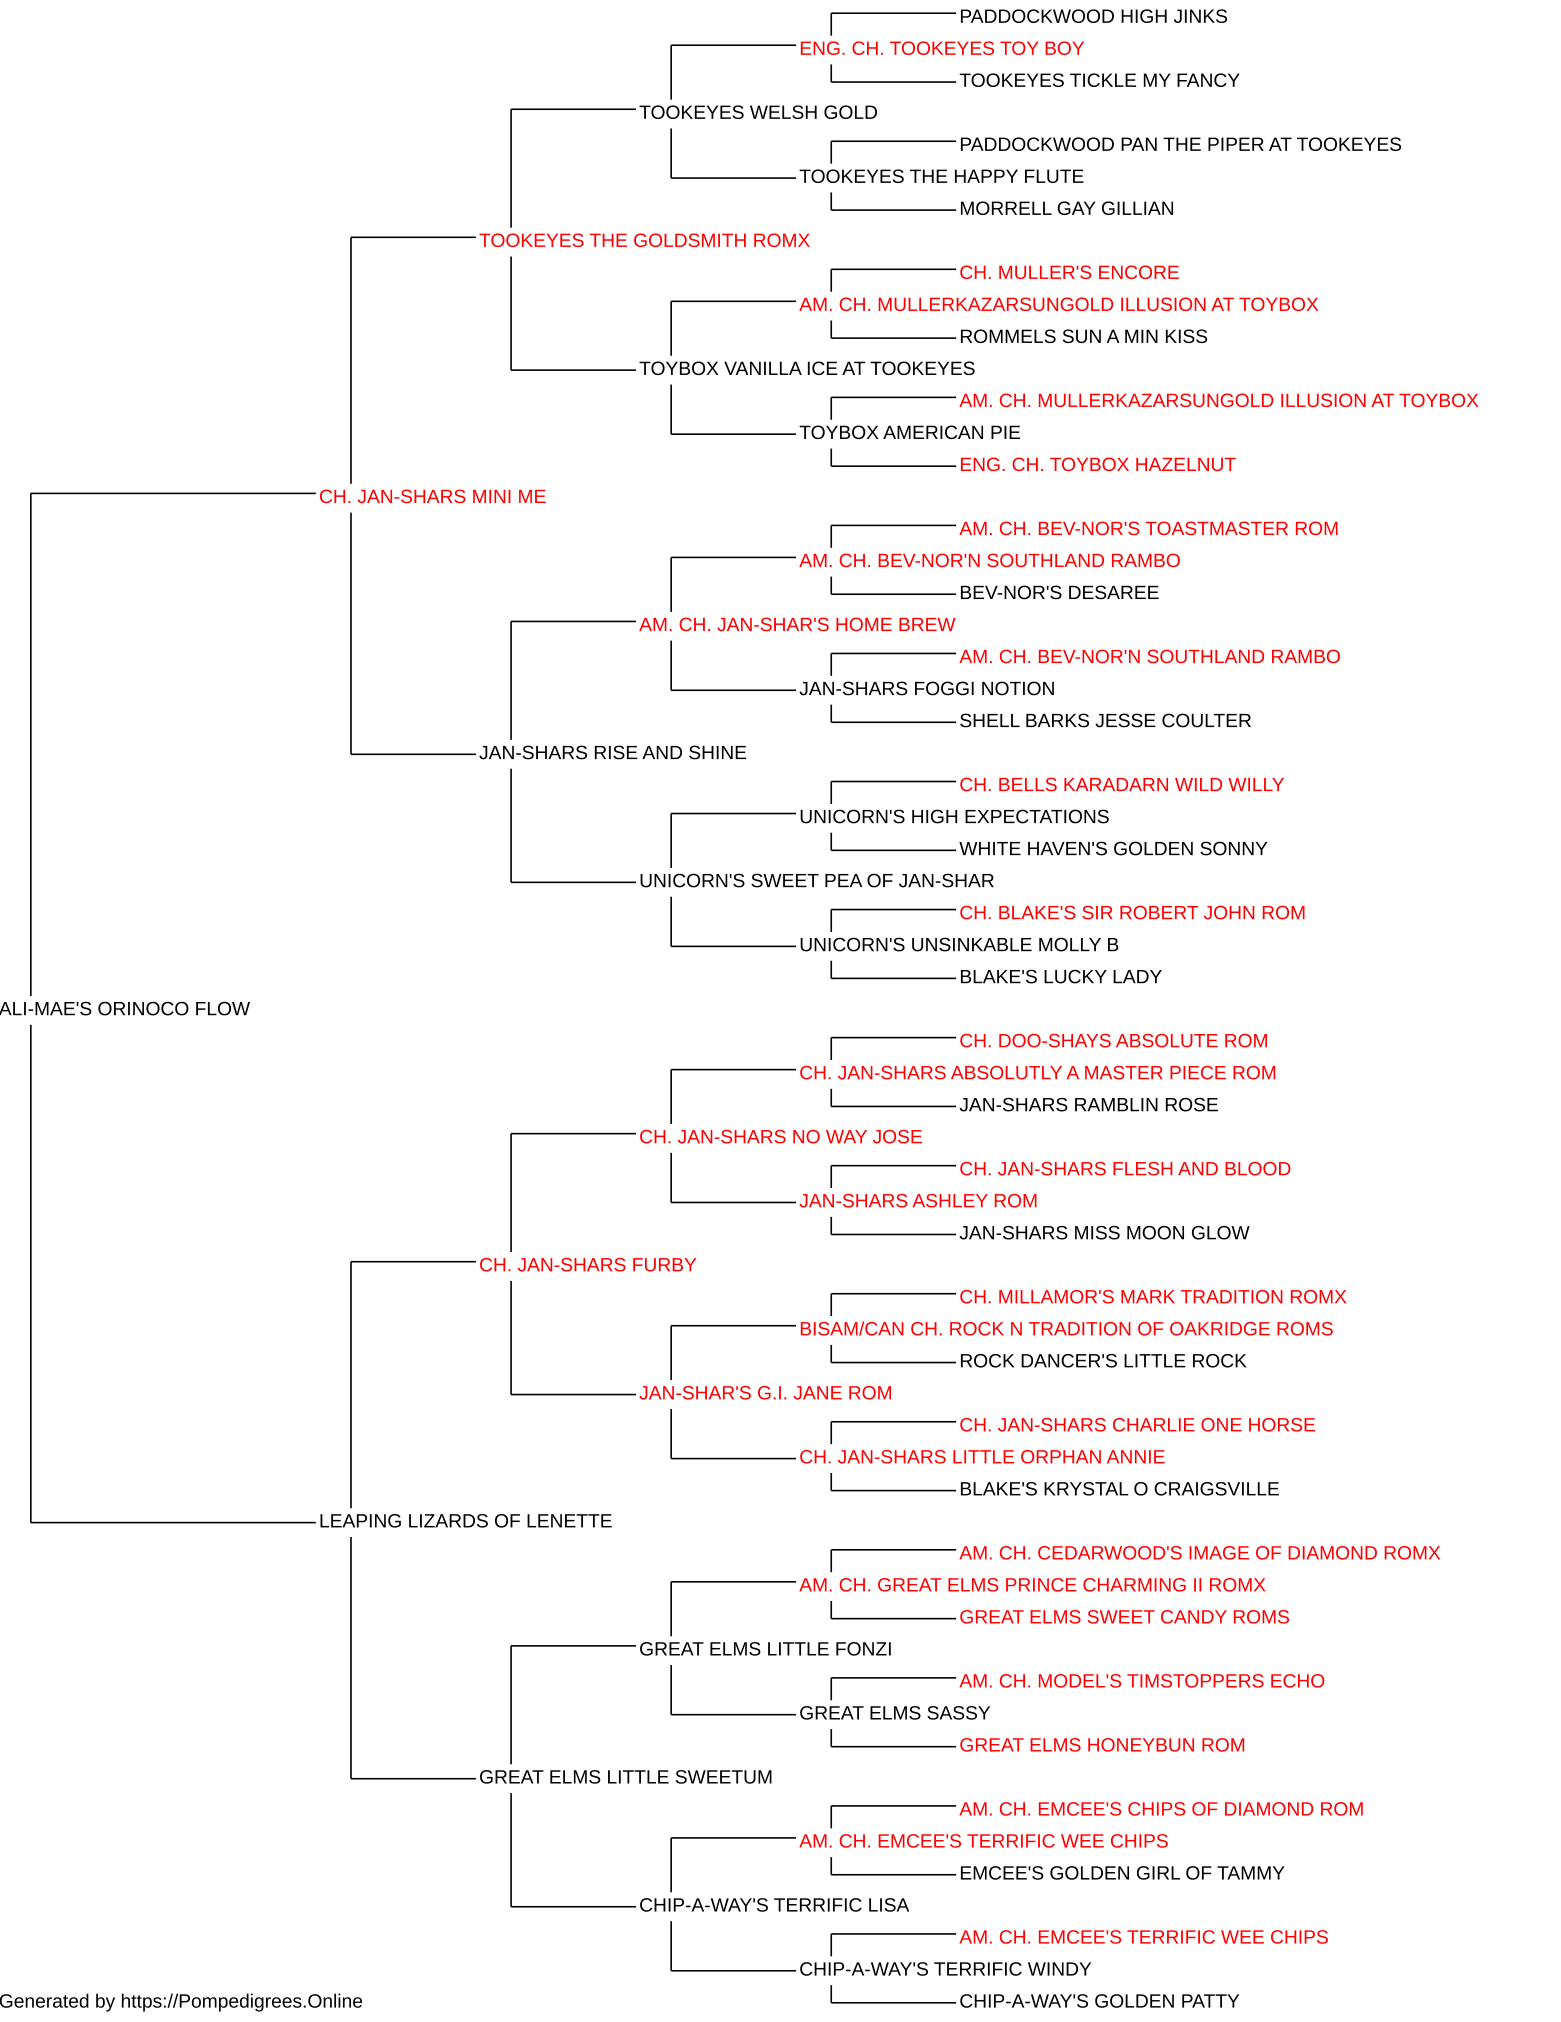 PADDOCKWOOD HIGH JINKS
ENG. CH. TOOKEYES TOY BOY
TOOKEYES TICKLE MY FANCY
TOOKEYES WELSH GOLD
PADDOCKWOOD PAN THE PIPER AT TOOKEYES
TOOKEYES THE HAPPY FLUTE
MORRELL GAY GILLIAN
TOOKEYES THE GOLDSMITH ROMX
CH. MULLER'S ENCORE
AM. CH. MULLERKAZARSUNGOLD ILLUSION AT TOYBOX
ROMMELS SUN A MIN KISS
TOYBOX VANILLA ICE AT TOOKEYES
AM. CH. MULLERKAZARSUNGOLD ILLUSION AT TOYBOX
TOYBOX AMERICAN PIE
ENG. CH. TOYBOX HAZELNUT
CH. JAN-SHARS MINI ME
AM. CH. BEV-NOR'S TOASTMASTER ROM
AM. CH. BEV-NOR'N SOUTHLAND RAMBO
BEV-NOR'S DESAREE
AM. CH. JAN-SHAR'S HOME BREW
AM. CH. BEV-NOR'N SOUTHLAND RAMBO
JAN-SHARS FOGGI NOTION
SHELL BARKS JESSE COULTER
JAN-SHARS RISE AND SHINE
CH. BELLS KARADARN WILD WILLY
UNICORN'S HIGH EXPECTATIONS
WHITE HAVEN'S GOLDEN SONNY
UNICORN'S SWEET PEA OF JAN-SHAR
CH. BLAKE'S SIR ROBERT JOHN ROM
UNICORN'S UNSINKABLE MOLLY B
BLAKE'S LUCKY LADY
ALI-MAE'S ORINOCO FLOW
CH. DOO-SHAYS ABSOLUTE ROM
CH. JAN-SHARS ABSOLUTLY A MASTER PIECE ROM
JAN-SHARS RAMBLIN ROSE
CH. JAN-SHARS NO WAY JOSE
CH. JAN-SHARS FLESH AND BLOOD
JAN-SHARS ASHLEY ROM
JAN-SHARS MISS MOON GLOW
CH. JAN-SHARS FURBY
CH. MILLAMOR'S MARK TRADITION ROMX
BISAM/CAN CH. ROCK N TRADITION OF OAKRIDGE ROMS
ROCK DANCER'S LITTLE ROCK
JAN-SHAR'S G.I. JANE ROM
CH. JAN-SHARS CHARLIE ONE HORSE
CH. JAN-SHARS LITTLE ORPHAN ANNIE
BLAKE'S KRYSTAL O CRAIGSVILLE
LEAPING LIZARDS OF LENETTE
AM. CH. CEDARWOOD'S IMAGE OF DIAMOND ROMX
AM. CH. GREAT ELMS PRINCE CHARMING II ROMX
GREAT ELMS SWEET CANDY ROMS
GREAT ELMS LITTLE FONZI
AM. CH. MODEL'S TIMSTOPPERS ECHO
GREAT ELMS SASSY
GREAT ELMS HONEYBUN ROM
GREAT ELMS LITTLE SWEETUM
AM. CH. EMCEE'S CHIPS OF DIAMOND ROM
AM. CH. EMCEE'S TERRIFIC WEE CHIPS
EMCEE'S GOLDEN GIRL OF TAMMY
CHIP-A-WAY'S TERRIFIC LISA
AM. CH. EMCEE'S TERRIFIC WEE CHIPS
CHIP-A-WAY'S TERRIFIC WINDY
CHIP-A-WAY'S GOLDEN PATTY
Generated by https://Pompedigrees.Online